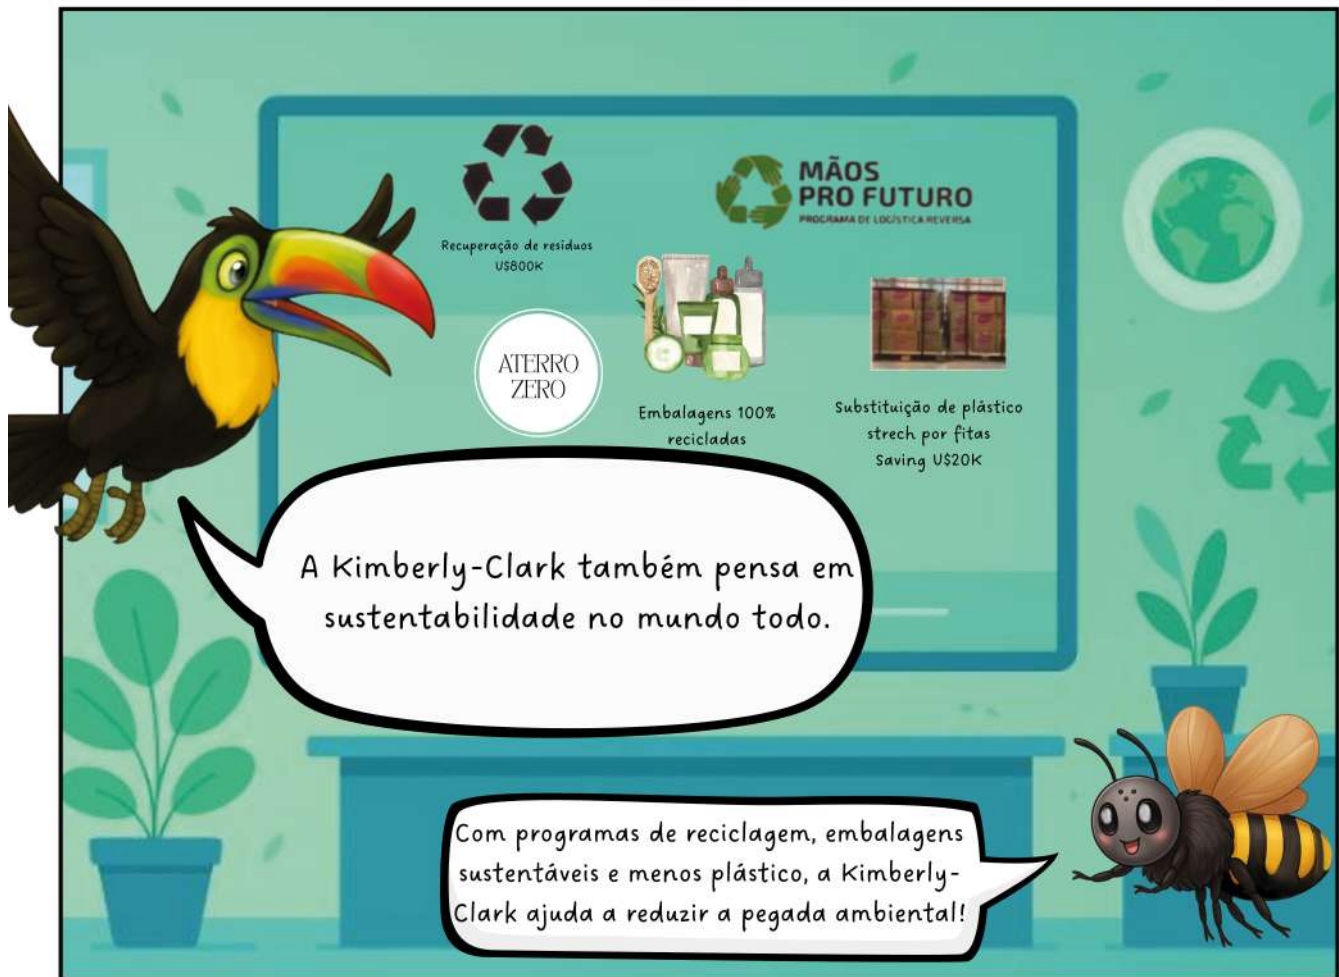 MÃOS
PRO FUTURO
PROGRAMA DE LOGÍSTICA REVERSA
Recuperação de resíduos
U$800K
ATERRO
ZERO
Embalagens 100%
recicladas
Substituição de plástico
strech por fitas
Saving U$20K
A Kimberly-Clark também pensa em
sustentabilidade no mundo todo.
Com programas de reciclagem, embalagens
sustentáveis e menos plástico, a Kimberly-
Clark ajuda a reduzir a pegada ambiental!